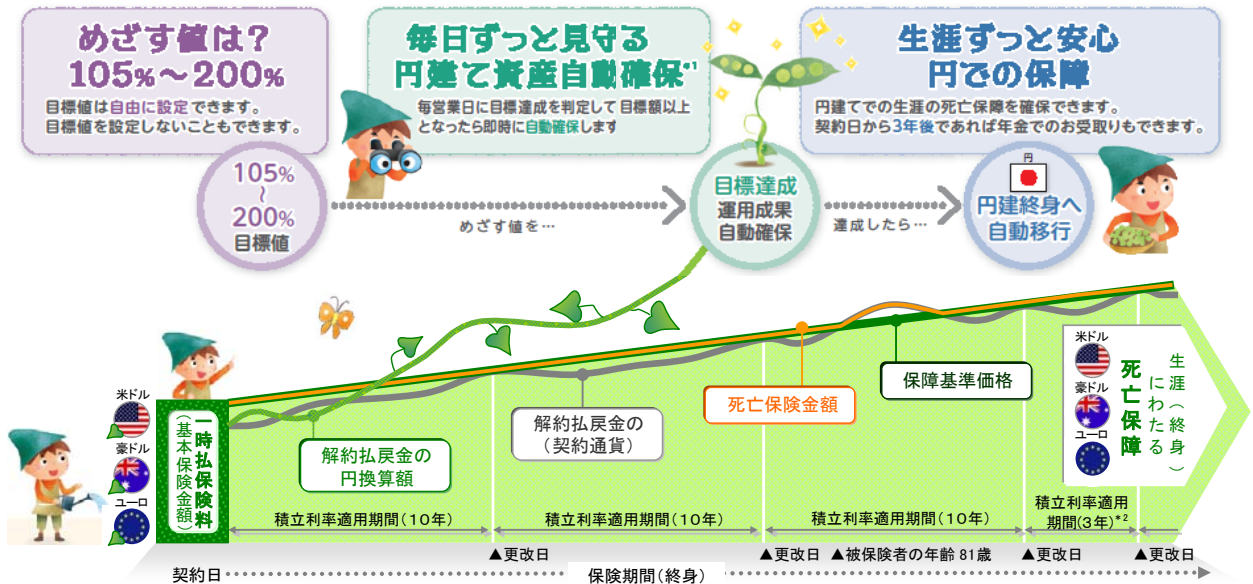 めざす値は？
105%～200%
目標値は自由に設定できます。
目標値を設定しないこともできます。
毎日ずっと見守る
円建て資産自動確保*1
毎営業日に目標達成を判定して目標額以上
となったら即時に自動確保します
生涯ずっと安心
円での保障
円建てでの生涯の死亡保障を確保できます。
契約日から3年後であれば年金でのお受取りもできます。
105%
～
200%
目標値
めざす値を…
目標達成
運用成果
自動確保
達成したら…
円
円建終身へ
自動移行
米ドル
豪ドル
ユーロ
一時払保険料
（基本保険金額）
解約払戻金の
円換算額
解約払戻金の
（契約通貨）
死亡保険金額
保障基準価格
米ドル
豪ドル
ユーロ
生涯（終身）
にわたる
死亡保障
積立利率適用期間（10年）
積立利率適用期間（10年）
積立利率適用期間（10年）
積立利率適用
期間（3年）*2
▲更改日
▲更改日
▲被保険者の年齢 81歳
▲更改日
▲更改日
契約日
保険期間（終身）